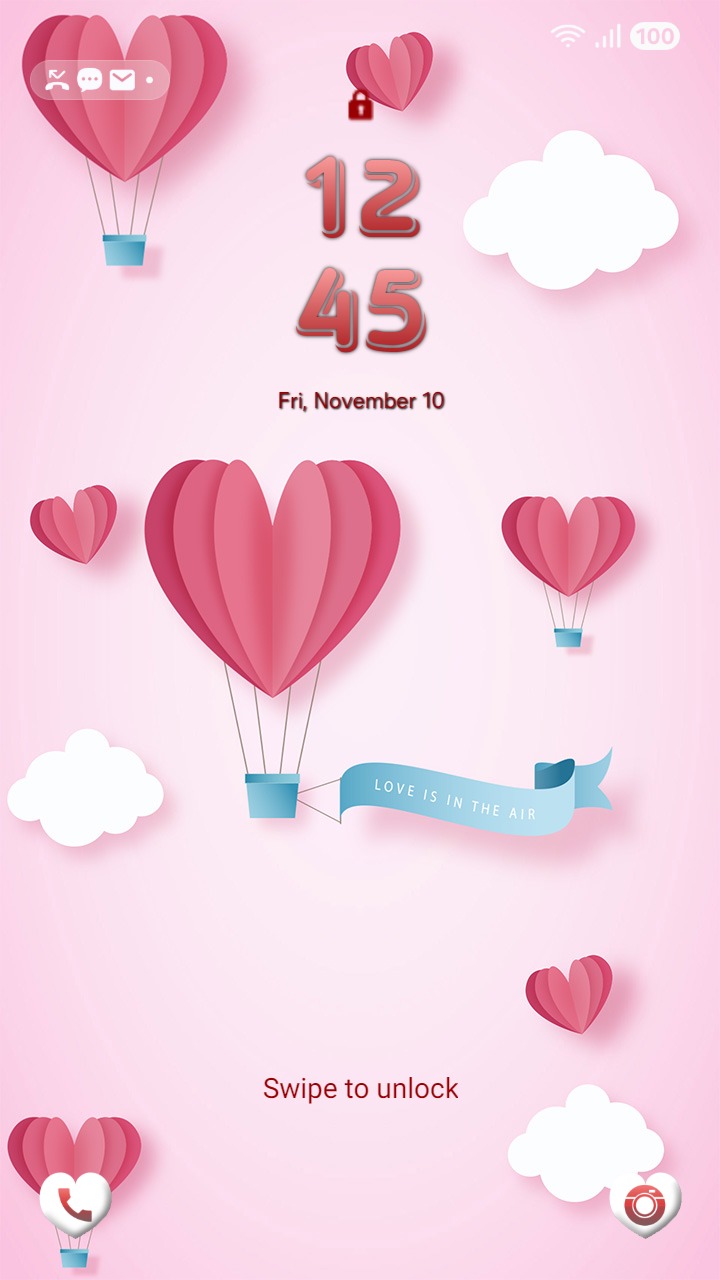 100
12
45
Fri, November 10
LOVE IS IN THE AIR
Swipe to unlock